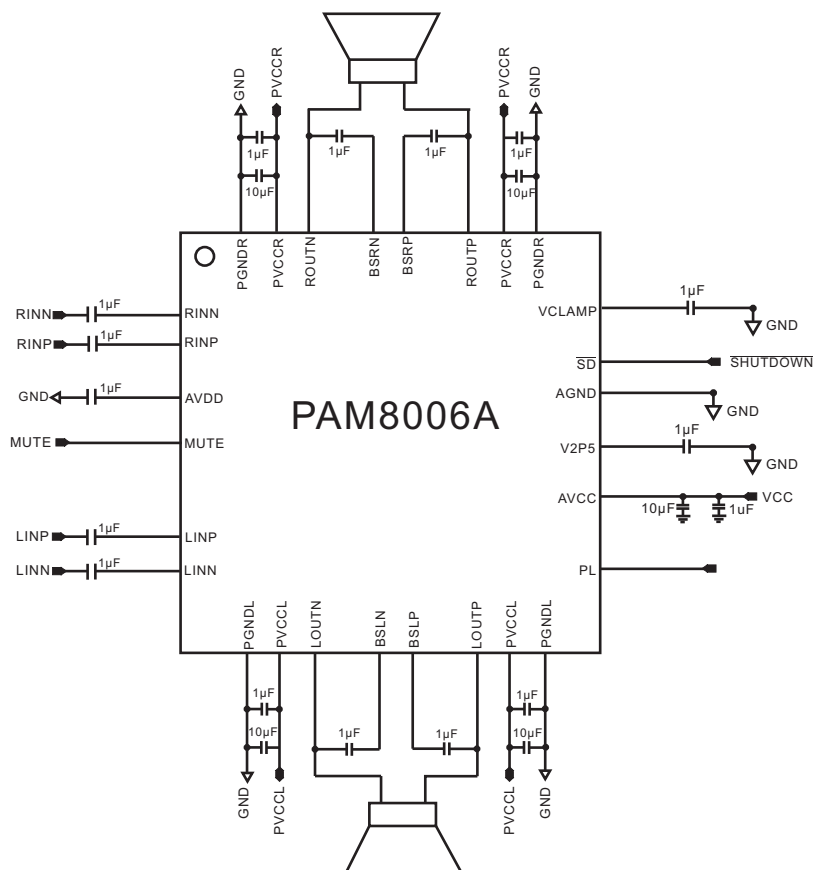 GND
PVCCR
PVCCR
GND
1µF
1µF
1µF
1µF
10µF
10µF
PGNDR
PVCCR
ROUTN
BSRN
BSRP
ROUTP
PVCCR
PGNDR
RINN
1µF
RINN
RINP
1µF
RINP
GND
1µF
AVDD
MUTE
MUTE
LINP
1µF
LINP
LINN
1µF
LINN
PAM8006A
VCLAMP
1µF
GND
SD
SHUTDOWN
AGND
GND
V2P5
1µF
GND
AVCC
VCC
10µF
1uF
PL
PGNDL
PVCCL
LOUTN
BSLN
BSLP
LOUTP
PVCCL
PGNDL
1µF
1µF
10µF
1µF
1µF
10µF
GND
PVCCL
PVCCL
GND